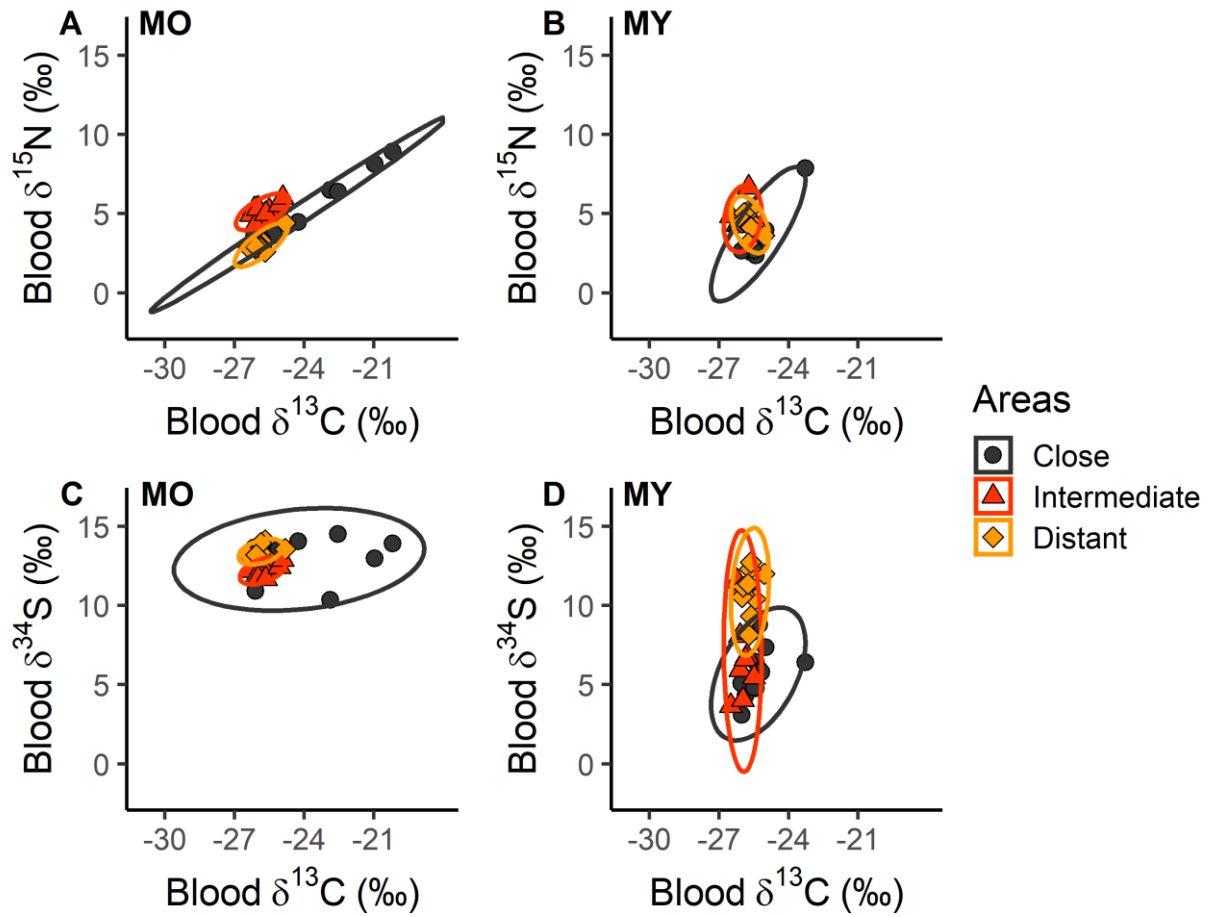 A MO
15
10
5
0
Blood δ¹⁵N (‰)
-30 -27 -24 -21
Blood δ¹³C (‰)
B MY
15
10
5
0
Blood δ¹⁵N (‰)
-30 -27 -24 -21
Blood δ¹³C (‰)
Areas
Close
Intermediate
Distant
C MO
15
10
5
0
Blood δ³⁴S (‰)
-30 -27 -24 -21
Blood δ¹³C (‰)
D MY
15
10
5
0
Blood δ³⁴S (‰)
-30 -27 -24 -21
Blood δ¹³C (‰)